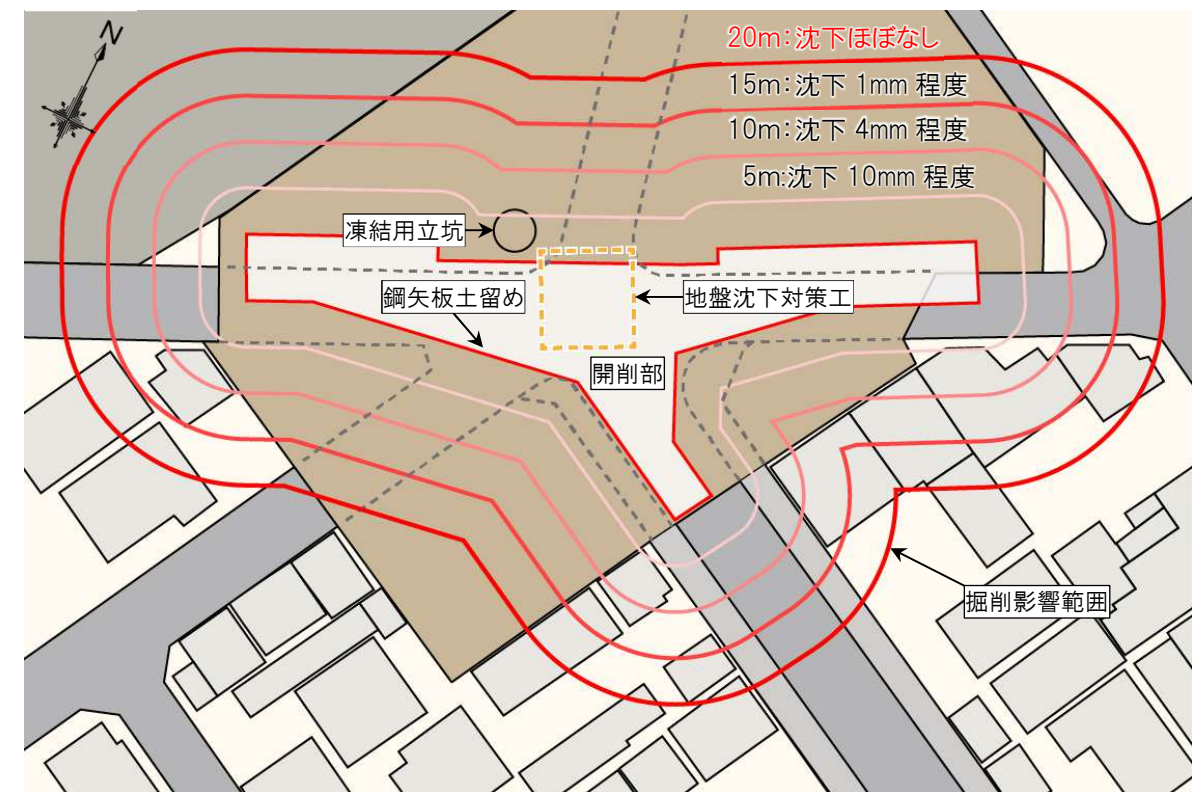 N
20m：沈下ほぼなし
15m：沈下 1mm 程度
10m：沈下 4mm 程度
5m:沈下 10mm 程度
凍結用立坑
鋼矢板土留め
地盤沈下対策工
開削部
掘削影響範囲